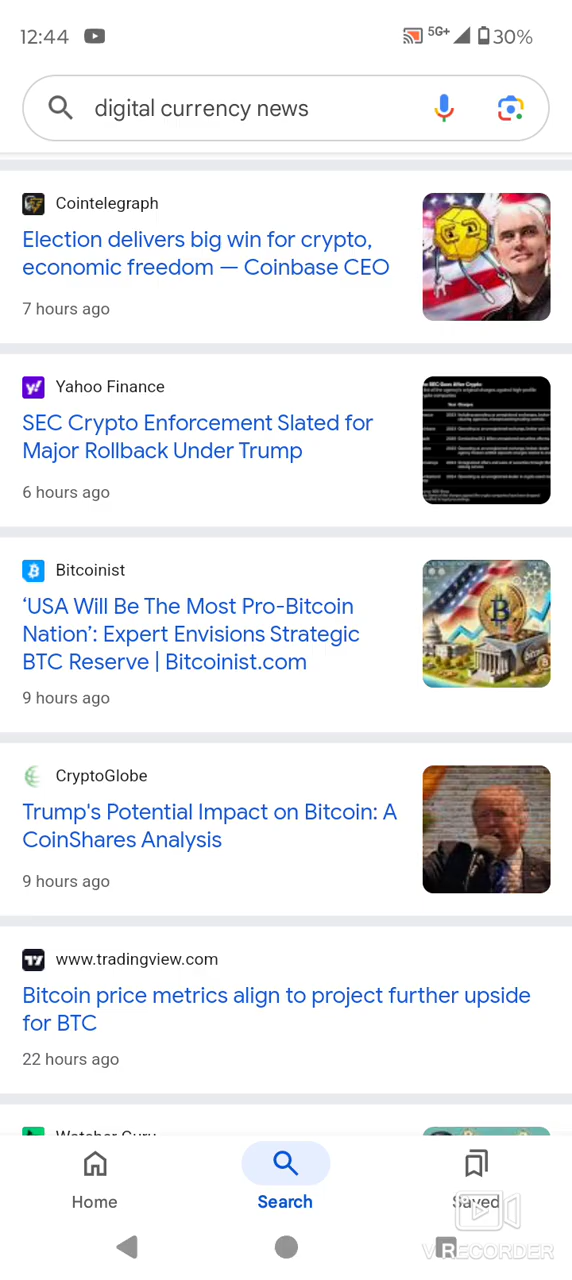 12:44
5G+
30%
digital currency news
Cointelegraph
Election delivers big win for crypto,
economic freedom — Coinbase CEO
7 hours ago
Yahoo Finance
SEC Crypto Enforcement Slated for
Major Rollback Under Trump
6 hours ago
Bitcoinist
‘USA Will Be The Most Pro-Bitcoin
Nation’: Expert Envisions Strategic
BTC Reserve | Bitcoinist.com
9 hours ago
CryptoGlobe
Trump's Potential Impact on Bitcoin: A
CoinShares Analysis
9 hours ago
www.tradingview.com
Bitcoin price metrics align to project further upside
for BTC
22 hours ago
Watcher Guru
Home
Search
Saved
VRECORDER